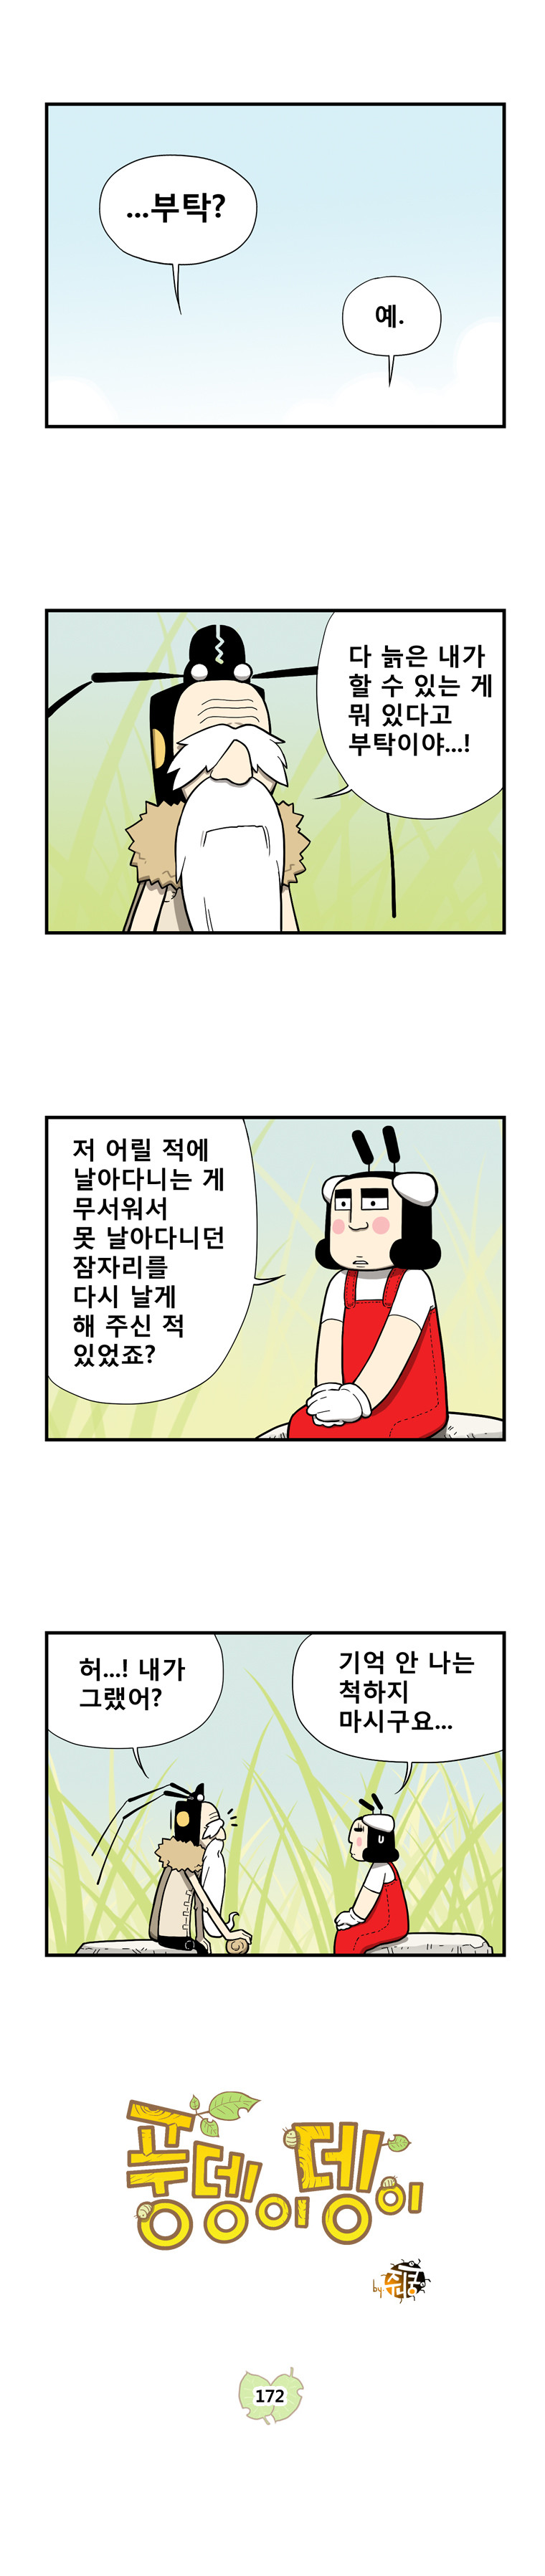 ...부탁?
예.
다 늙은 내가
할 수 있는 게
뭐 있다고
부탁이야...!
저 어릴 적에
날아다니는 게
무서워서
못 날아다니던
잠자리를
다시 날게
해 주신 적
있었죠?
허...! 내가
그랬어?
기억 안 나는
척하지
마시구요...
풍뎅이뎅이
by.쥐콩
172